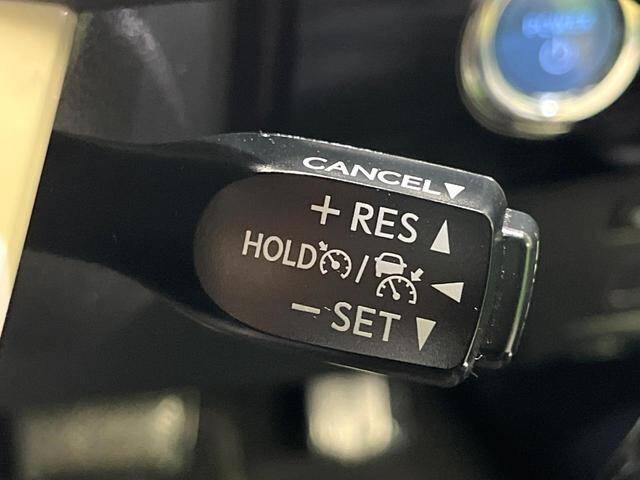 CANCEL▼
+ RES ▲
HOLD / ◀
− SET ▼